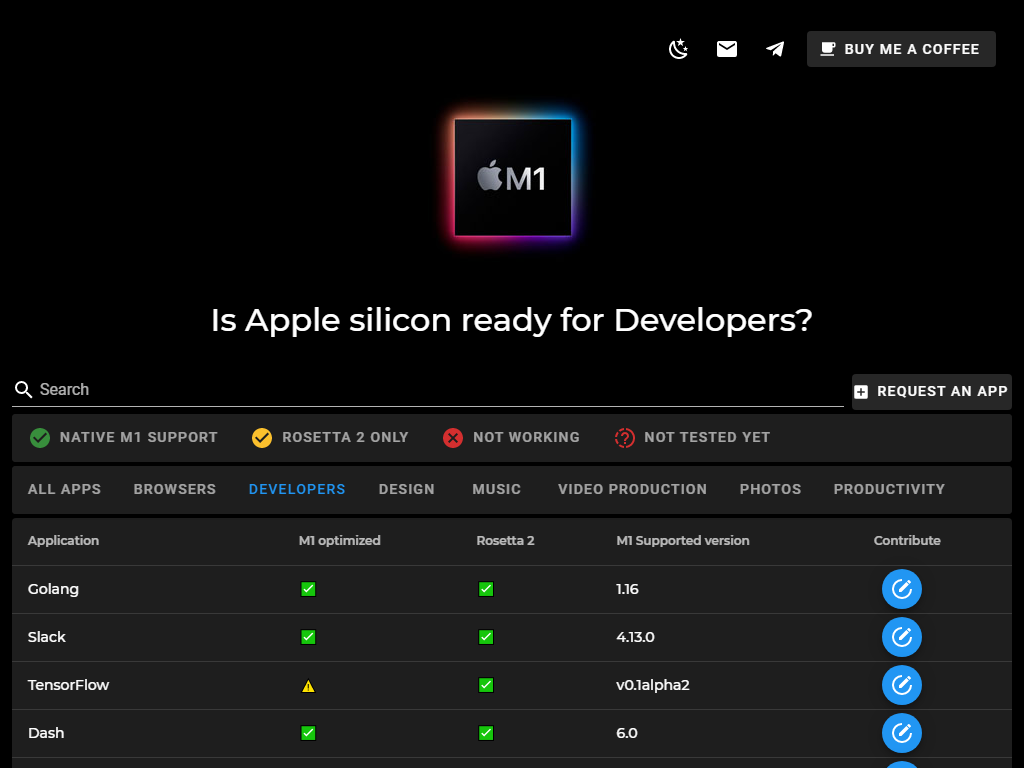 BUY ME A COFFEE
M1
Is Apple silicon ready for Developers?
Search
REQUEST AN APP
NATIVE M1 SUPPORT ROSETTA 2 ONLY NOT WORKING NOT TESTED YET
ALL APPS BROWSERS DEVELOPERS DESIGN MUSIC VIDEO PRODUCTION PHOTOS PRODUCTIVITY
Application M1 optimized Rosetta 2 M1 Supported version Contribute
Golang 1.16
Slack 4.13.0
TensorFlow v0.1alpha2
Dash 6.0